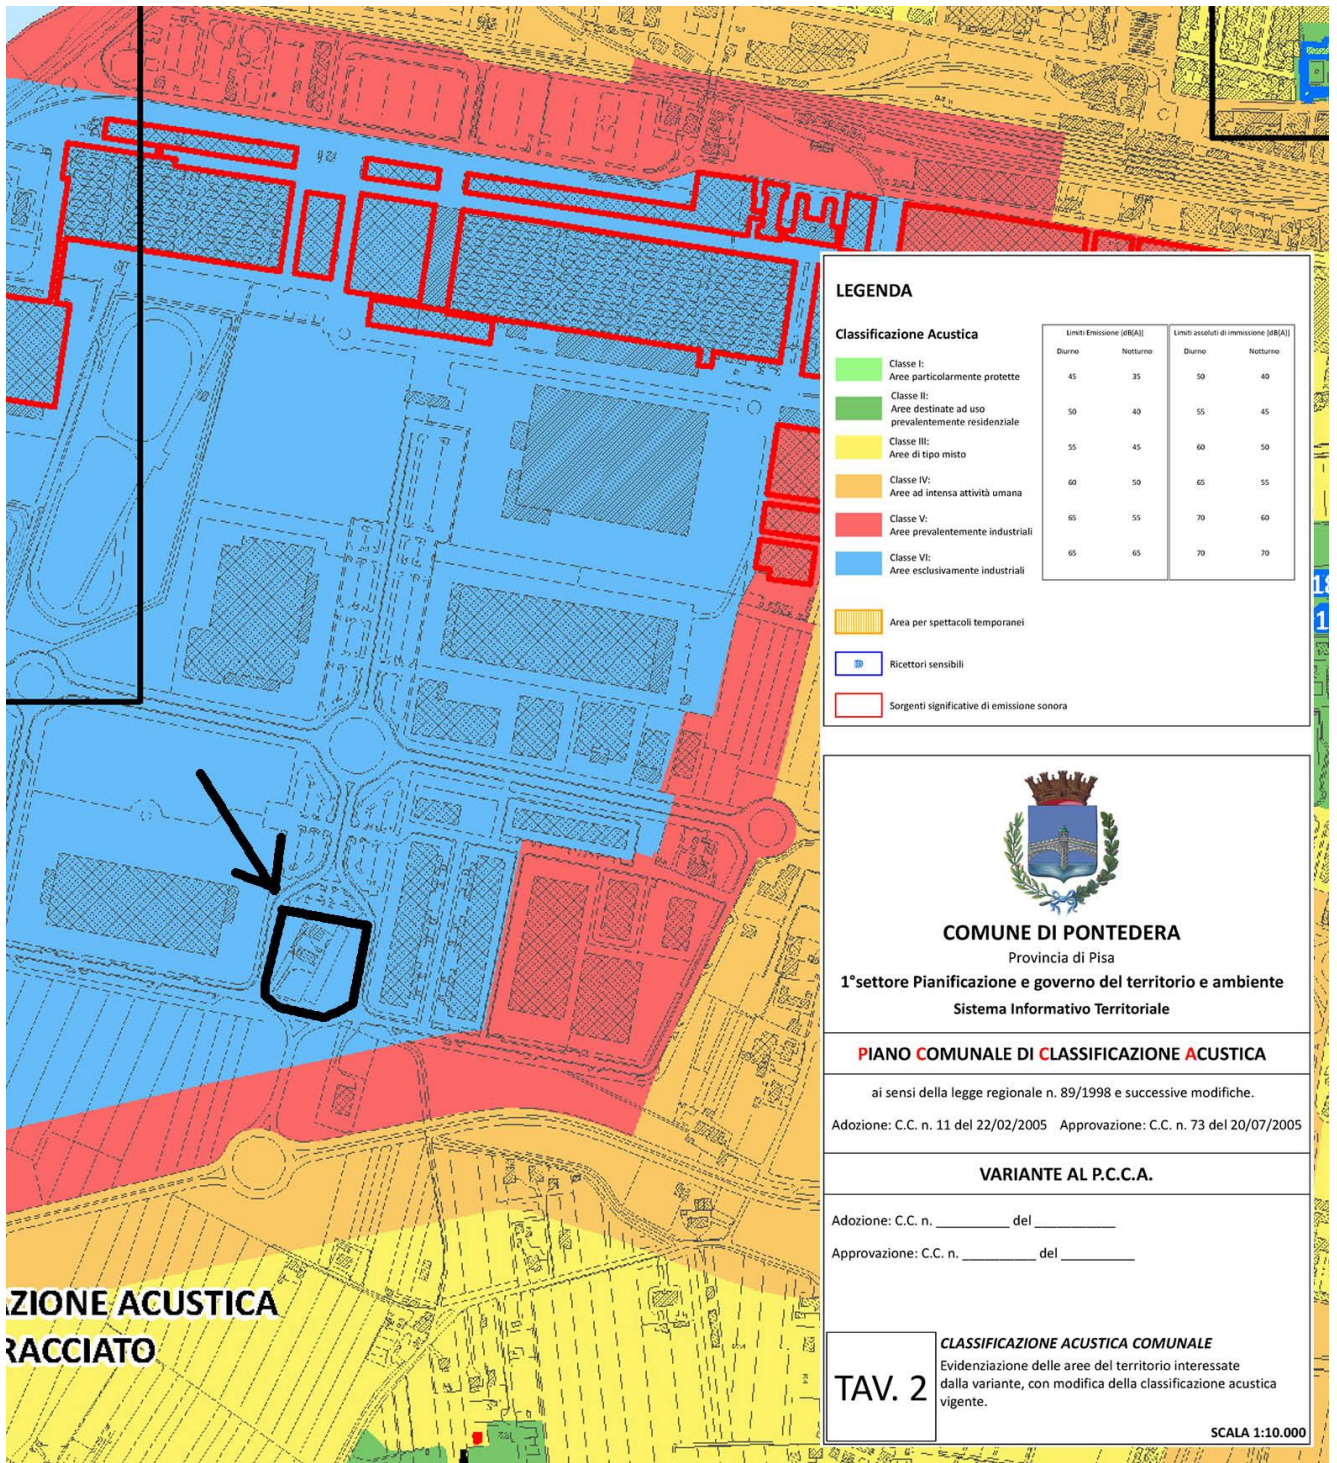 LEGENDA
Classificazione Acustica
Limiti Emissione [dB(A)]
Limiti assoluti di immissione [dB(A)]
Diurno Notturno Diurno Notturno
Classe I:
Aree particolarmente protette
45 35 50 40
Classe II:
Aree destinate ad uso
prevalentemente residenziale
50 40 55 45
Classe III:
Aree di tipo misto
55 45 60 50
Classe IV:
Aree ad intensa attività umana
60 50 65 55
Classe V:
Aree prevalentemente industriali
65 55 70 60
Classe VI:
Aree esclusivamente industriali
65 65 70 70
Area per spettacoli temporanei
ID Ricettori sensibili
Sorgenti significative di emissione sonora
COMUNE DI PONTEDERA
Provincia di Pisa
1°settore Pianificazione e governo del territorio e ambiente
Sistema Informativo Territoriale
PIANO COMUNALE DI CLASSIFICAZIONE ACUSTICA
ai sensi della legge regionale n. 89/1998 e successive modifiche.
Adozione: C.C. n. 11 del 22/02/2005 Approvazione: C.C. n. 73 del 20/07/2005
VARIANTE AL P.C.C.A.
Adozione: C.C. n. __________ del ___________
Approvazione: C.C. n. __________ del __________
TAV. 2
CLASSIFICAZIONE ACUSTICA COMUNALE
Evidenziazione delle aree del territorio interessate
dalla variante, con modifica della classificazione acustica
vigente.
SCALA 1:10.000
ZIONE ACUSTICA
RACCIATO